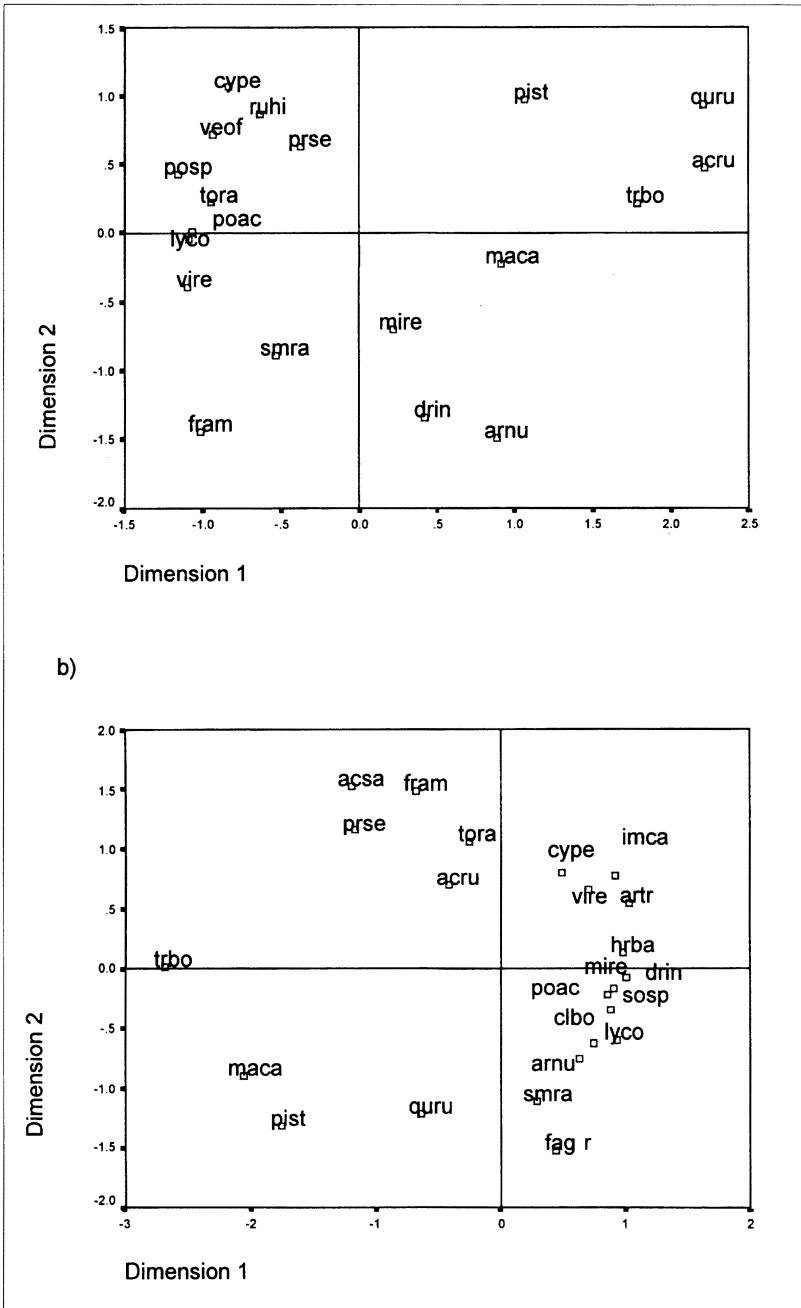 1.5
cype
pist
quru
1.0
ruhi
veof
prse
.5
posp
acru
tora
trbo
poac
0.0
lyco
maca
vire
-.5
mire
smra
-1.0
drin
fram
arnu
-1.5
-2.0
-1.5 -1.0 -.5 0.0 .5 1.0 1.5 2.0 2.5
Dimension 2
Dimension 1
b)
2.0
acsa fram
1.5
prse
tora
imca
1.0
cype
acru
vire artr
.5
hrba
trbo
mire drin
0.0
poac sosp
clbo
-.5
lyco
maca
arnu
-1.0
smra
pist
quru
-1.5
fag r
-2.0
-3 -2 -1 0 1 2
Dimension 2
Dimension 1